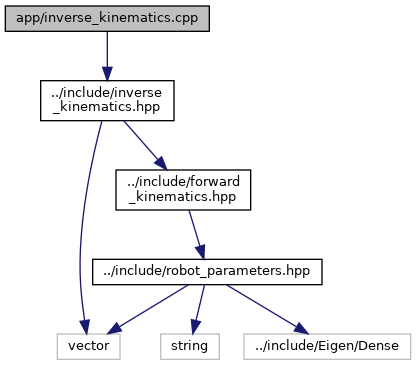 app/inverse_kinematics.cpp
../include/inverse
_kinematics.hpp
../include/forward
_kinematics.hpp
../include/robot_parameters.hpp
vector
string
../include/Eigen/Dense